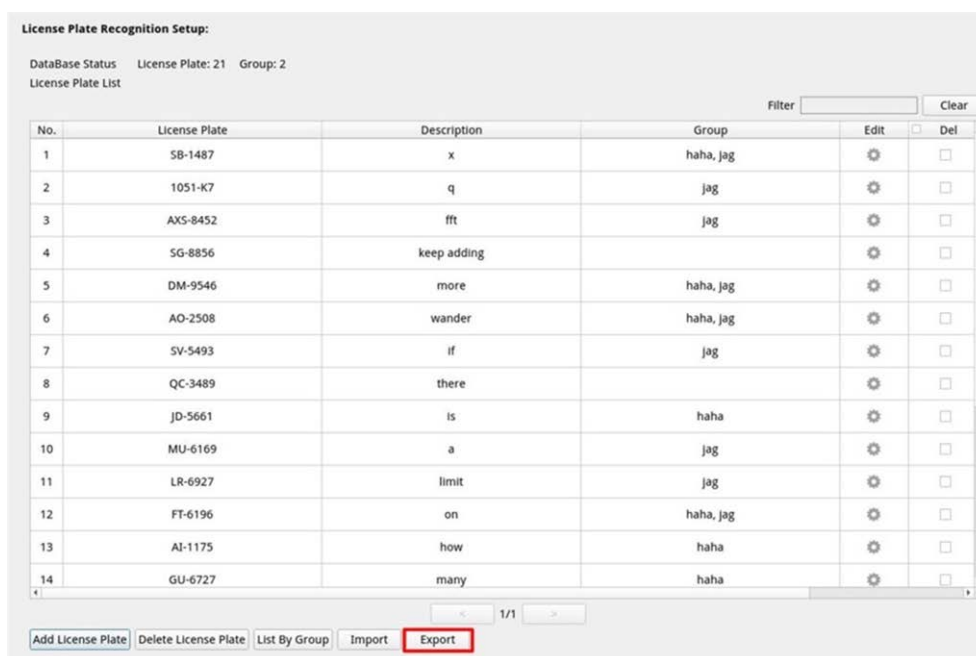 License Plate Recognition Setup:
DataBase Status License Plate: 21 Group: 2
License Plate List
Filter Clear
No. License Plate Description Group Edit Del
1 SB-1487 x haha, jag
2 1051-K7 q jag
3 AXS-8452 fft jag
4 SG-8856 keep adding
5 DM-9546 more haha, jag
6 AO-2508 wander haha, jag
7 SV-5493 if jag
8 QC-3489 there
9 JD-5661 is haha
10 MU-6169 a jag
11 LR-6927 limit jag
12 FT-6196 on haha, jag
13 AI-1175 how haha
14 GU-6727 many haha
< 1/1 >
Add License Plate Delete License Plate List By Group Import Export